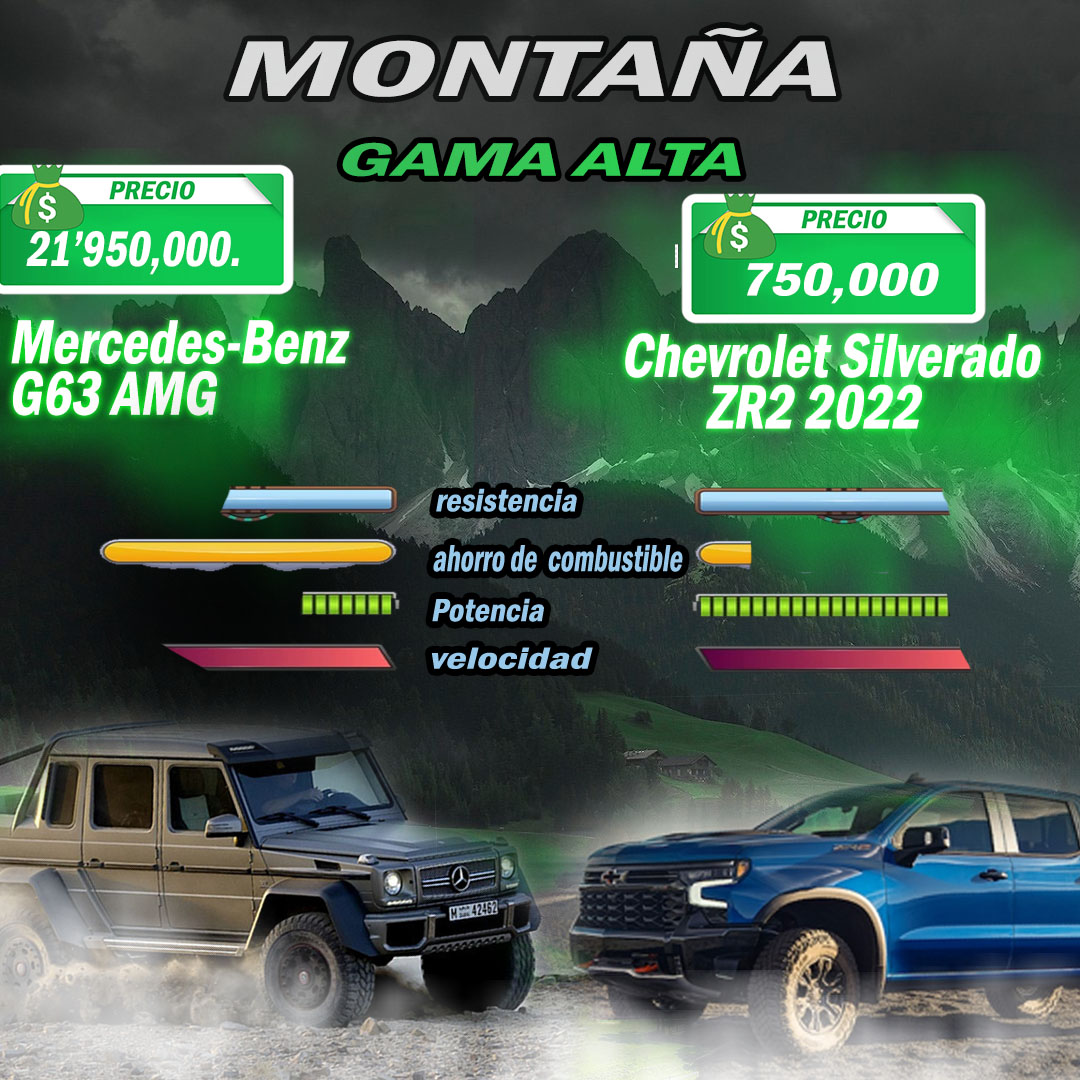 MONTAÑA
GAMA ALTA
$
PRECIO
21’950,000.
$
PRECIO
750,000
Mercedes-Benz
G63 AMG
Chevrolet Silverado
ZR2 2022
resistencia
ahorro de combustible
Potencia
velocidad
M 42462